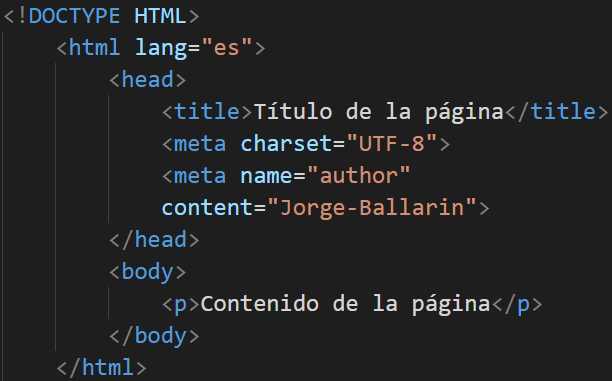 <!DOCTYPE HTML>
<html lang="es">
<head>
<title>Título de la página</title>
<meta charset="UTF-8">
<meta name="author"
content="Jorge-Ballarin">
</head>
<body>
<p>Contenido de la página</p>
</body>
</html>